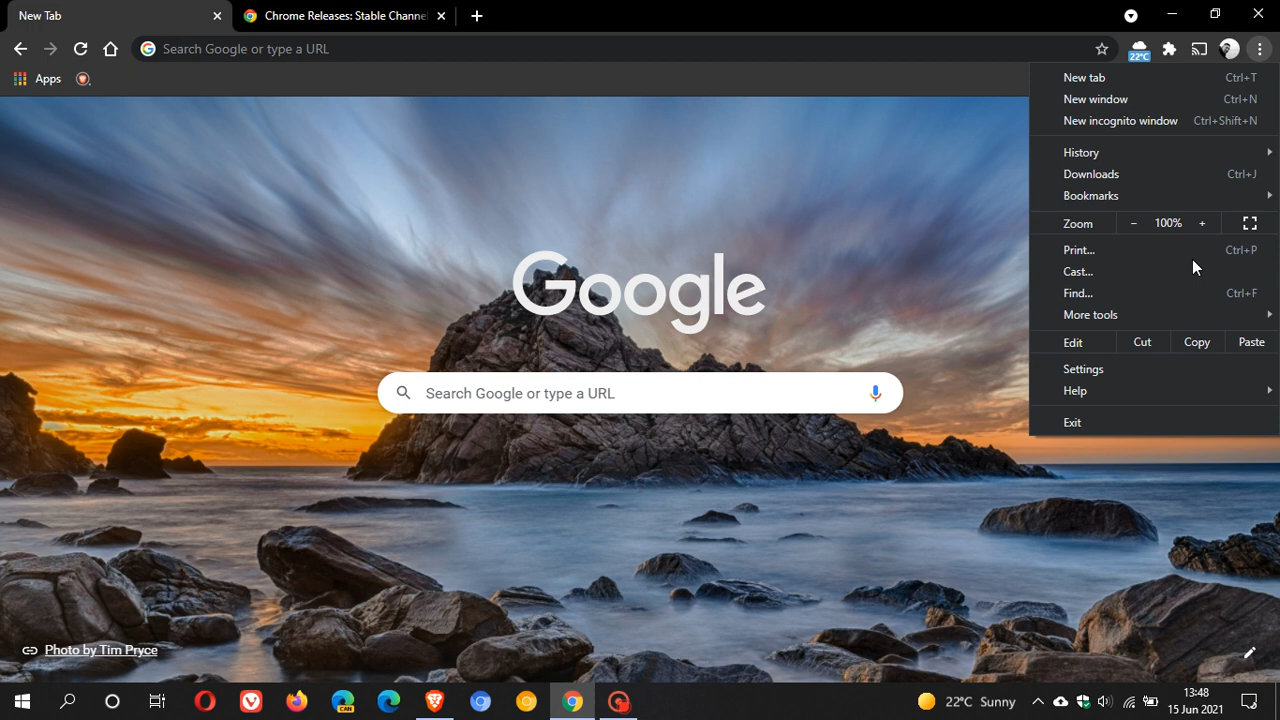 New Tab
Chrome Releases: Stable Channe
Search Google or type a URL
22°C
Apps
New tab Ctrl+T
New window Ctrl+N
New incognito window Ctrl+Shift+N
History
Downloads Ctrl+J
Bookmarks
Zoom - 100% +
Print... Ctrl+P
Cast...
Find... Ctrl+F
More tools
Edit Cut Copy Paste
Settings
Help
Exit
Google
Search Google or type a URL
Photo by Tim Pryce
CAN
22°C Sunny
13:48
15 Jun 2021